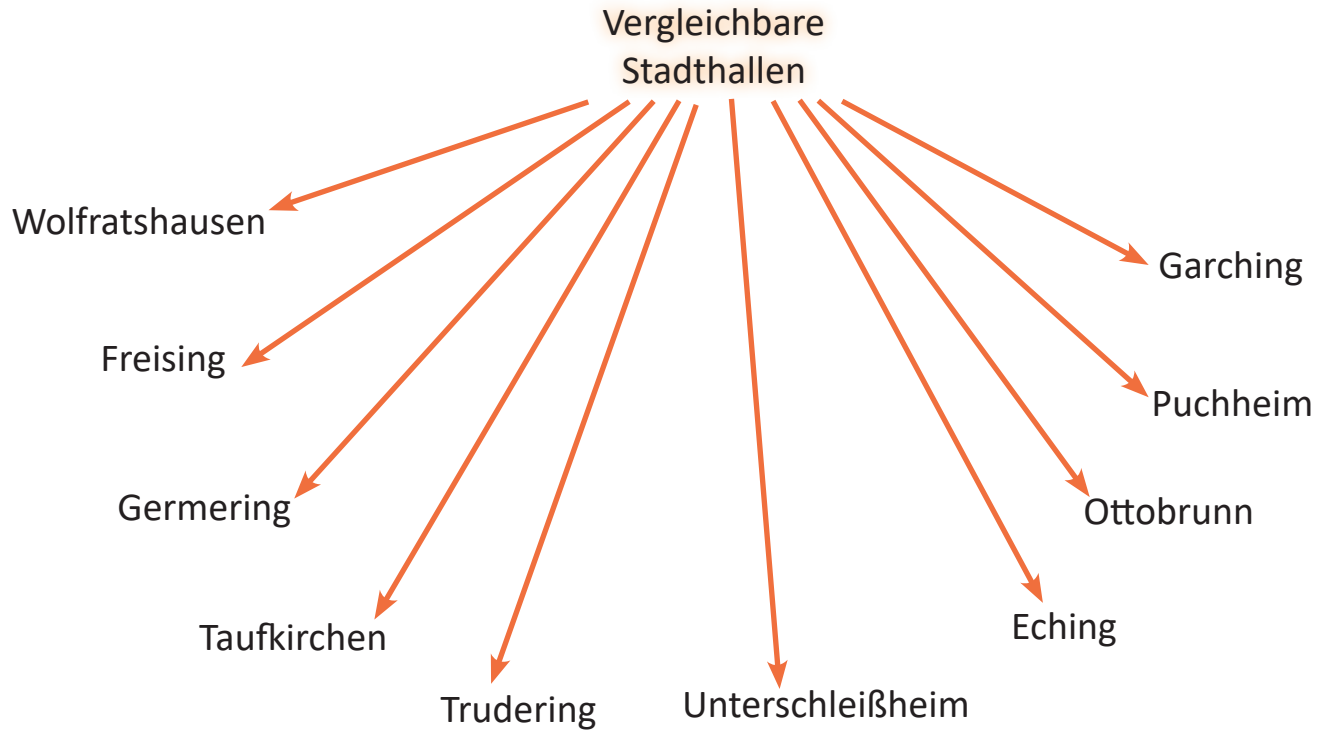 Vergleichbare
Stadthallen
Wolfratshausen
Garching
Freising
Puchheim
Germering
Ottobrunn
Taufkirchen
Eching
Trudering
Unterschleißheim